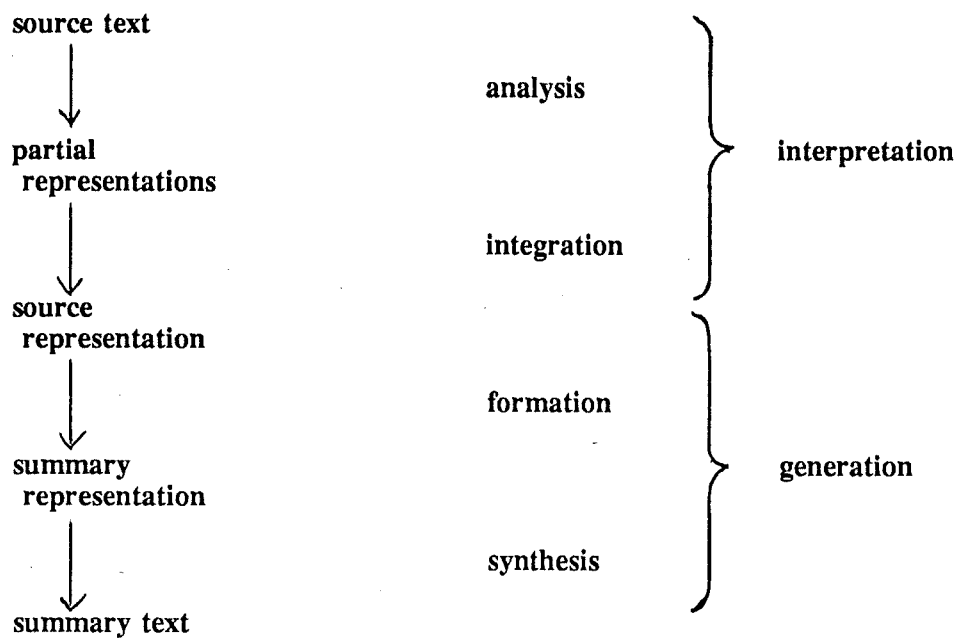 source text
analysis
partial
representations
interpretation
integration
source
representation
formation
summary
representation
generation
synthesis
summary text